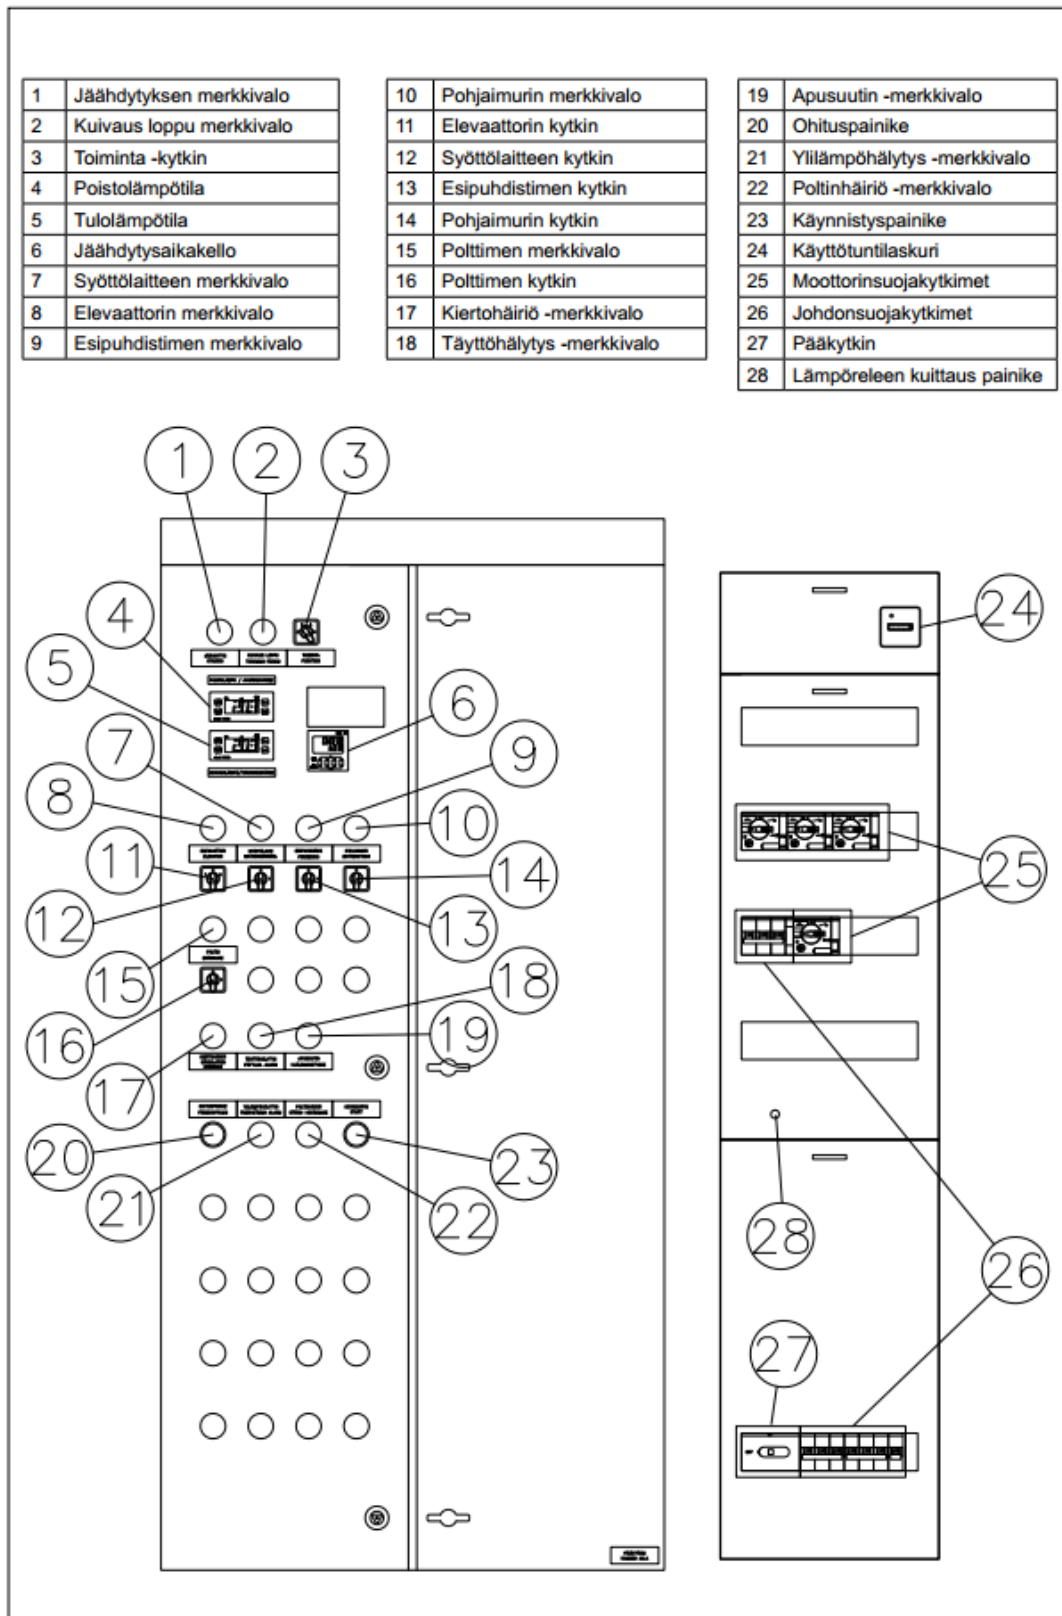 1 Jäähdytyksen merkkivalo
2 Kuivaus loppu merkkivalo
3 Toiminta -kytkin
4 Poistolämpötila
5 Tulolämpötila
6 Jäähdytysaikakello
7 Syöttölaitteen merkkivalo
8 Elevaattorin merkkivalo
9 Esipuhdistimen merkkivalo
10 Pohjaimurin merkkivalo
11 Elevaattorin kytkin
12 Syöttölaitteen kytkin
13 Esipuhdistimen kytkin
14 Pohjaimurin kytkin
15 Polttimen merkkivalo
16 Polttimen kytkin
17 Kiertohäiriö -merkkivalo
18 Täyttöhälytys -merkkivalo
19 Apusuutin -merkkivalo
20 Ohituspainike
21 Ylilämpöhälytys -merkkivalo
22 Poltinhäiriö -merkkivalo
23 Käynnistyspainike
24 Käyttötuntilaskuri
25 Moottorinsuojakytkimet
26 Johdonsuojakytkimet
27 Pääkytkin
28 Lämpöreleen kuittaus painike
1
2
3
4
5
6
7
8
9
10
11
12
13
14
15
16
17
18
19
20
21
22
23
24
25
26
27
28